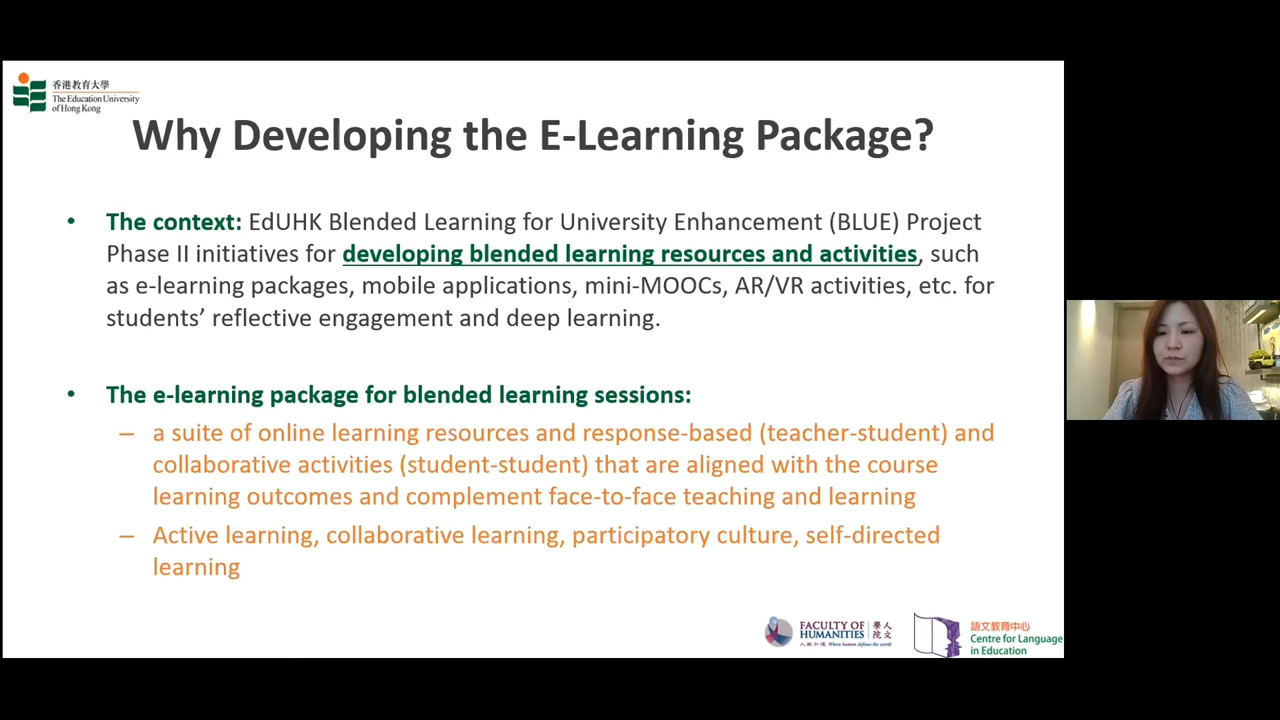 香港教育大學
The Education University
of Hong Kong
Why Developing the E-Learning Package?
• The context: EdUHK Blended Learning for University Enhancement (BLUE) Project
Phase II initiatives for developing blended learning resources and activities, such
as e-learning packages, mobile applications, mini-MOOCs, AR/VR activities, etc. for
students’ reflective engagement and deep learning.
• The e-learning package for blended learning sessions:
– a suite of online learning resources and response-based (teacher-student) and
collaborative activities (student-student) that are aligned with the course
learning outcomes and complement face-to-face teaching and learning
– Active learning, collaborative learning, participatory culture, self-directed
learning
FACULTY OF
HUMANITIES
Where human defines the world
語文教育中心
Centre for Language
in Education